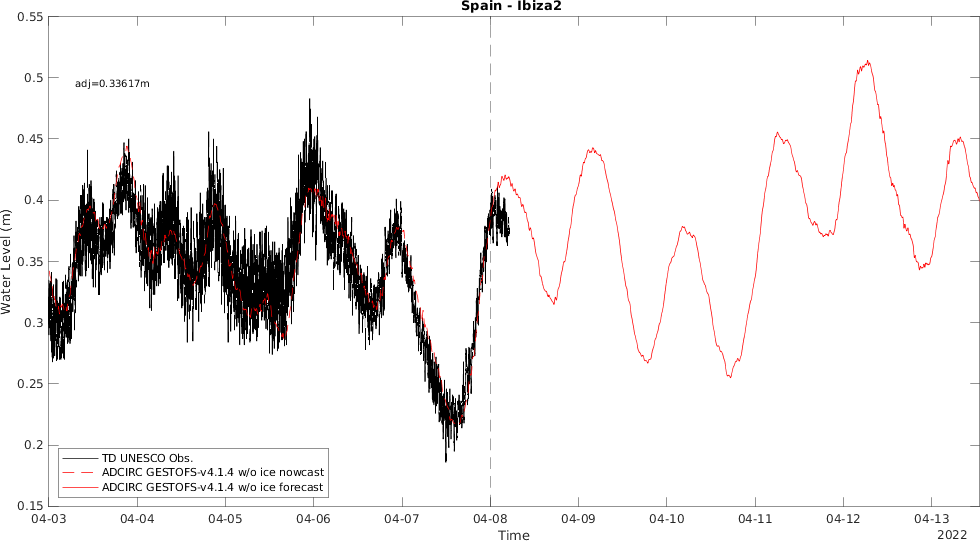 Spain - Ibiza2
adj=0.33617m
Water Level (m)
0.55
0.5
0.45
0.4
0.35
0.3
0.25
0.2
0.15
TD UNESCO Obs.
ADCIRC GESTOFS-v4.1.4 w/o ice nowcast
ADCIRC GESTOFS-v4.1.4 w/o ice forecast
04-03 04-04 04-05 04-06 04-07 04-08 04-09 04-10 04-11 04-12 04-13
Time
2022